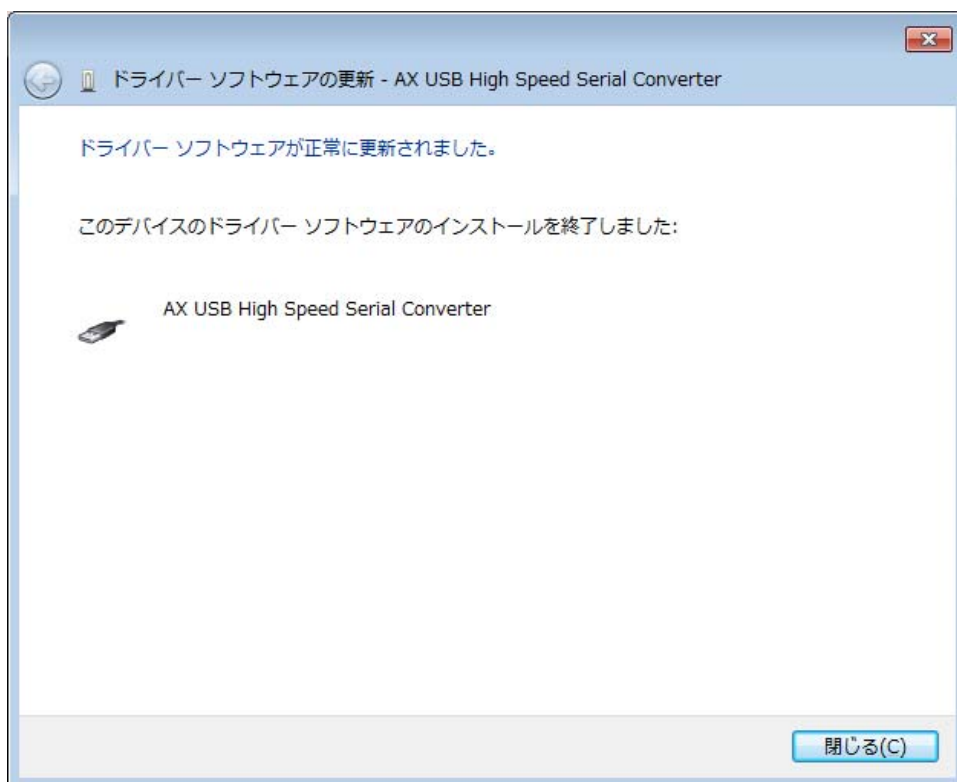 ドライバー ソフトウェアの更新 - AX USB High Speed Serial Converter
ドライバー ソフトウェアが正常に更新されました。
このデバイスのドライバー ソフトウェアのインストールを終了しました:
AX USB High Speed Serial Converter
閉じる(C)